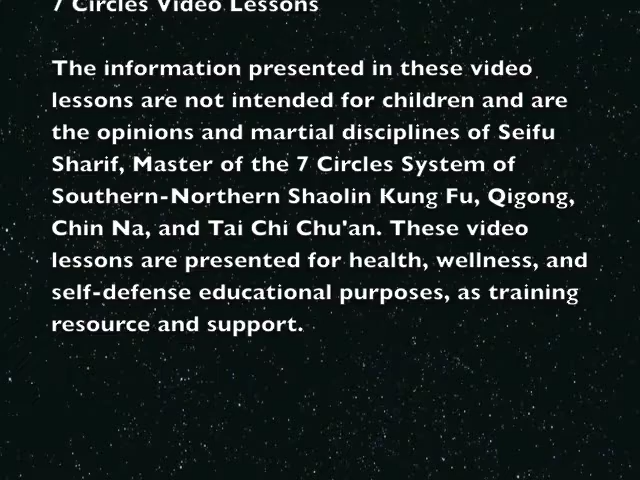 7 Circles Video Lessons
The information presented in these video
lessons are not intended for children and are
the opinions and martial disciplines of Seifu
Sharif, Master of the 7 Circles System of
Southern-Northern Shaolin Kung Fu, Qigong,
Chin Na, and Tai Chi Chu'an. These video
lessons are presented for health, wellness, and
self-defense educational purposes, as training
resource and support.